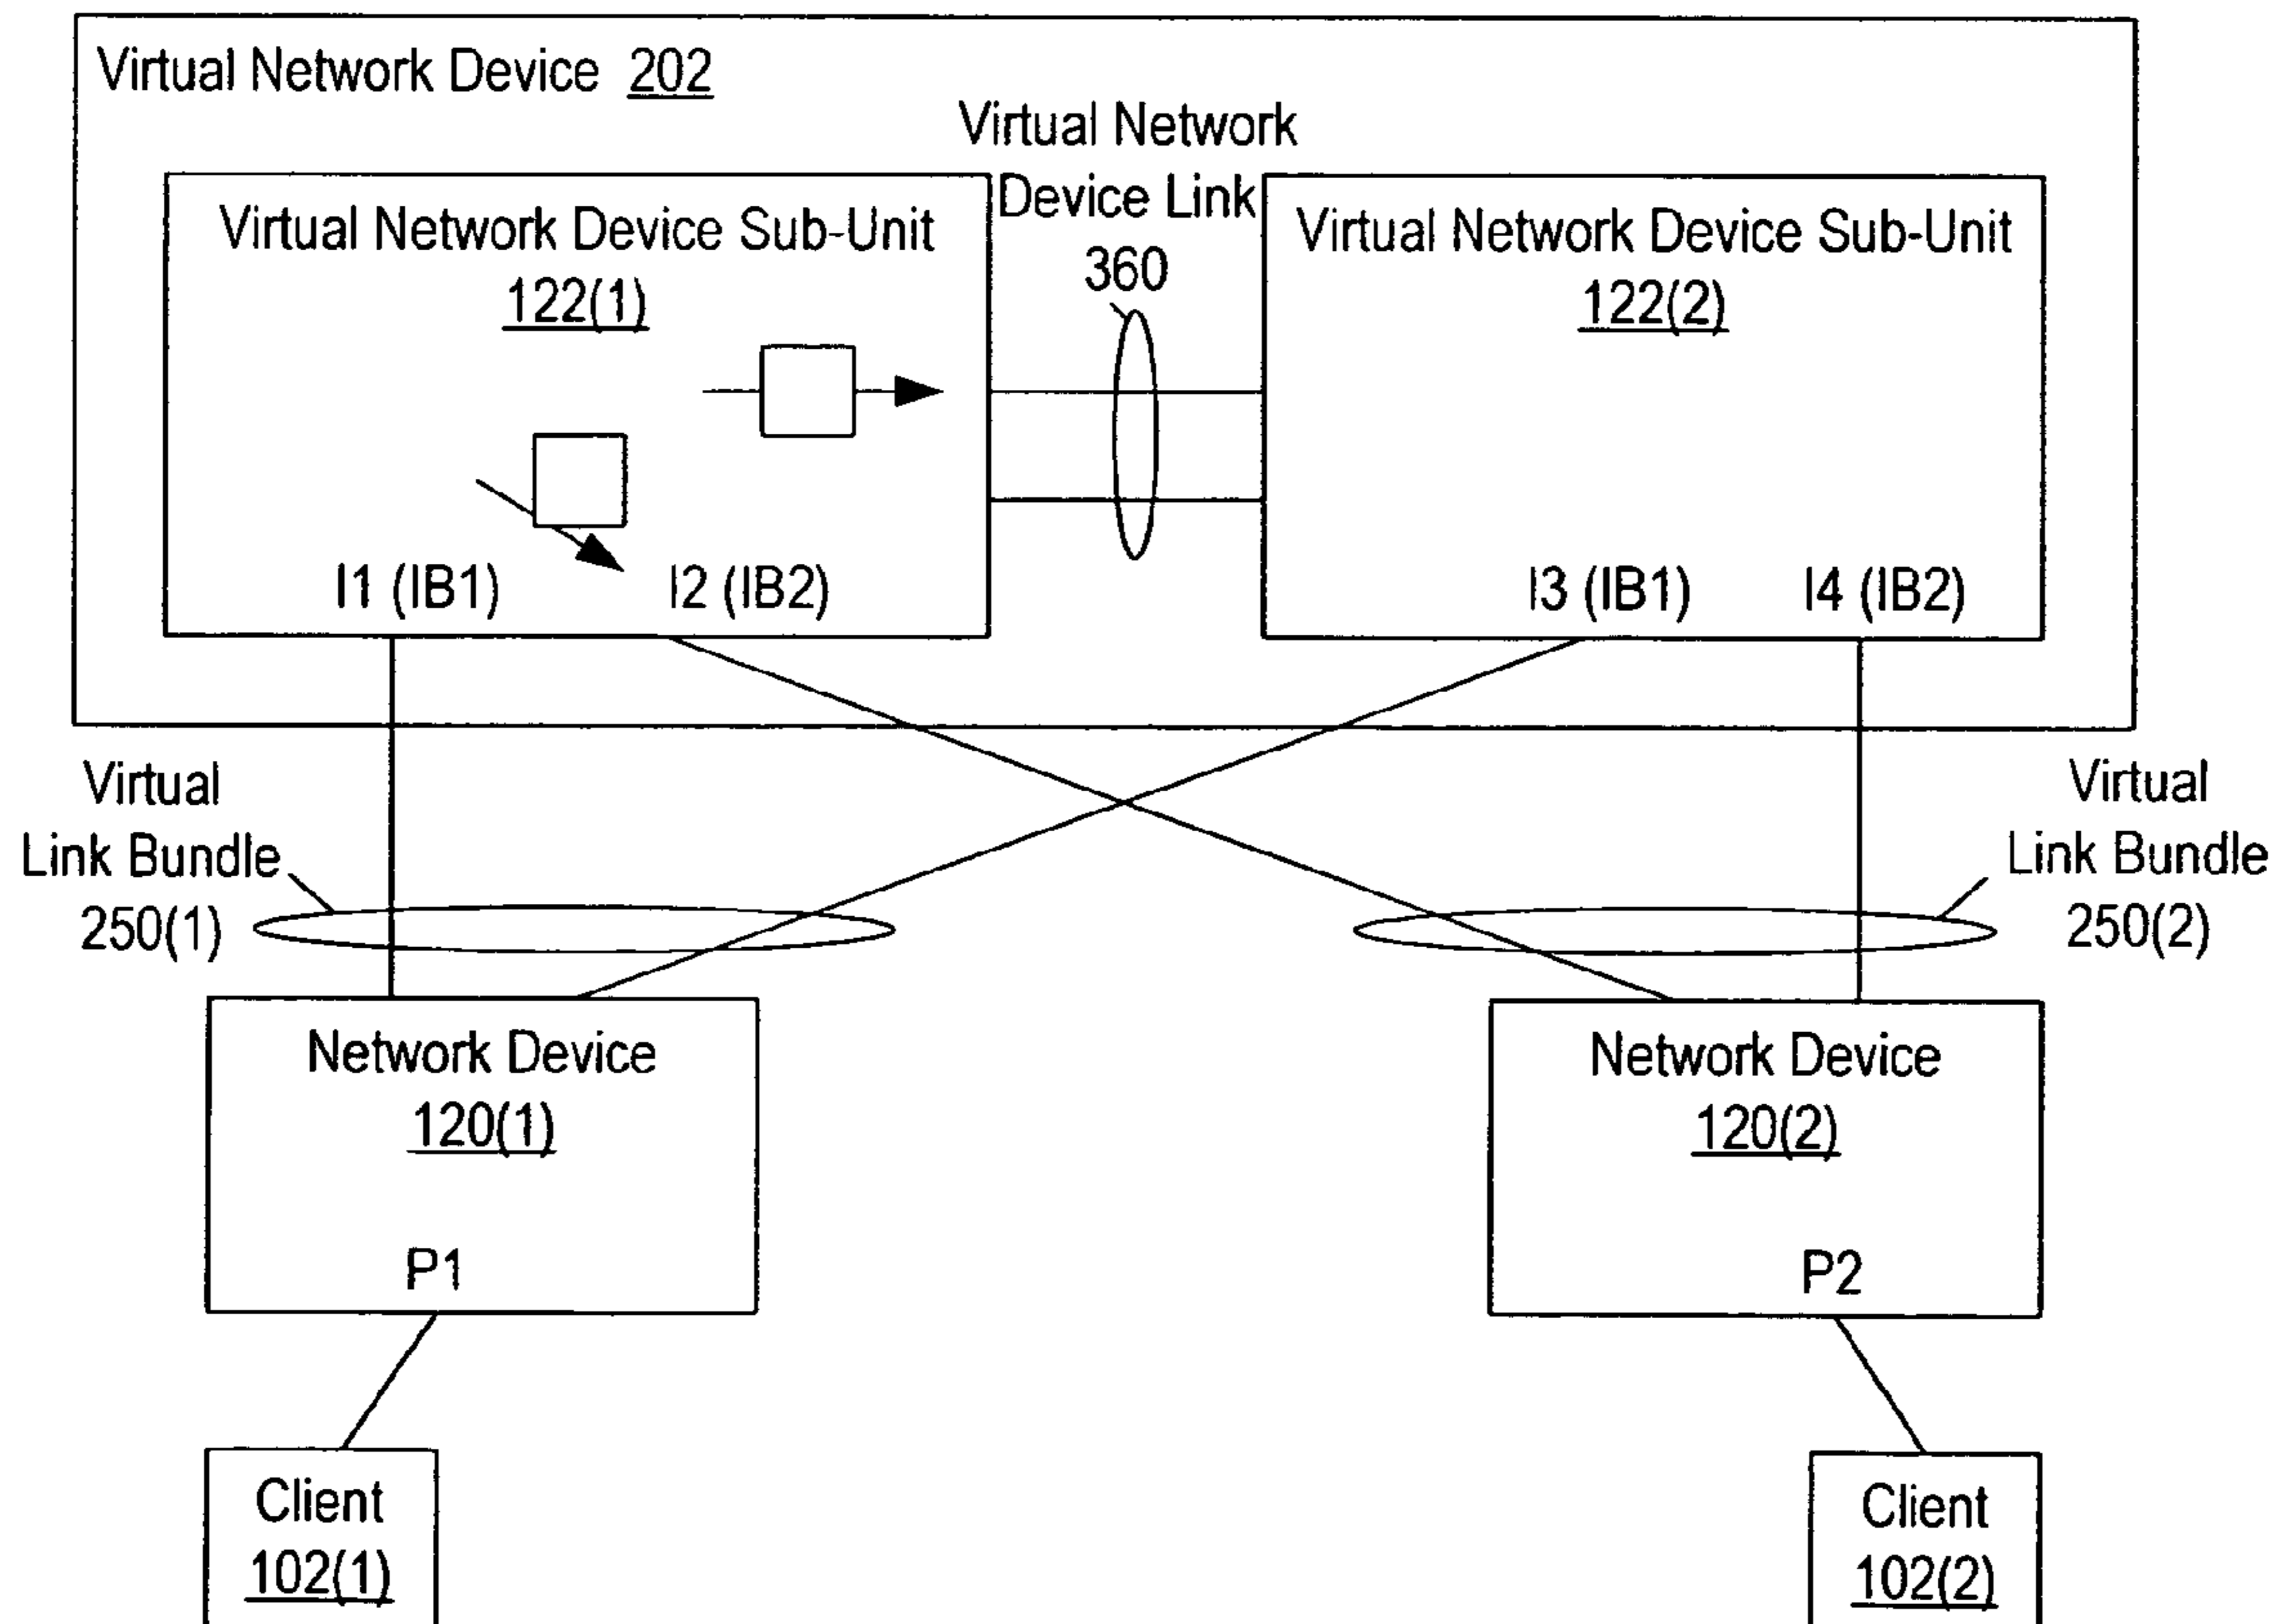 Virtual Network Device 202
Virtual Network
Device Link
360
Virtual Network Device Sub-Unit
122(1)
Virtual Network Device Sub-Unit
122(2)
I1 (IB1)
I2 (IB2)
I3 (IB1)
I4 (IB2)
Virtual
Link Bundle
250(1)
Virtual
Link Bundle
250(2)
Network Device
120(1)
P1
Network Device
120(2)
P2
Client
102(1)
Client
102(2)